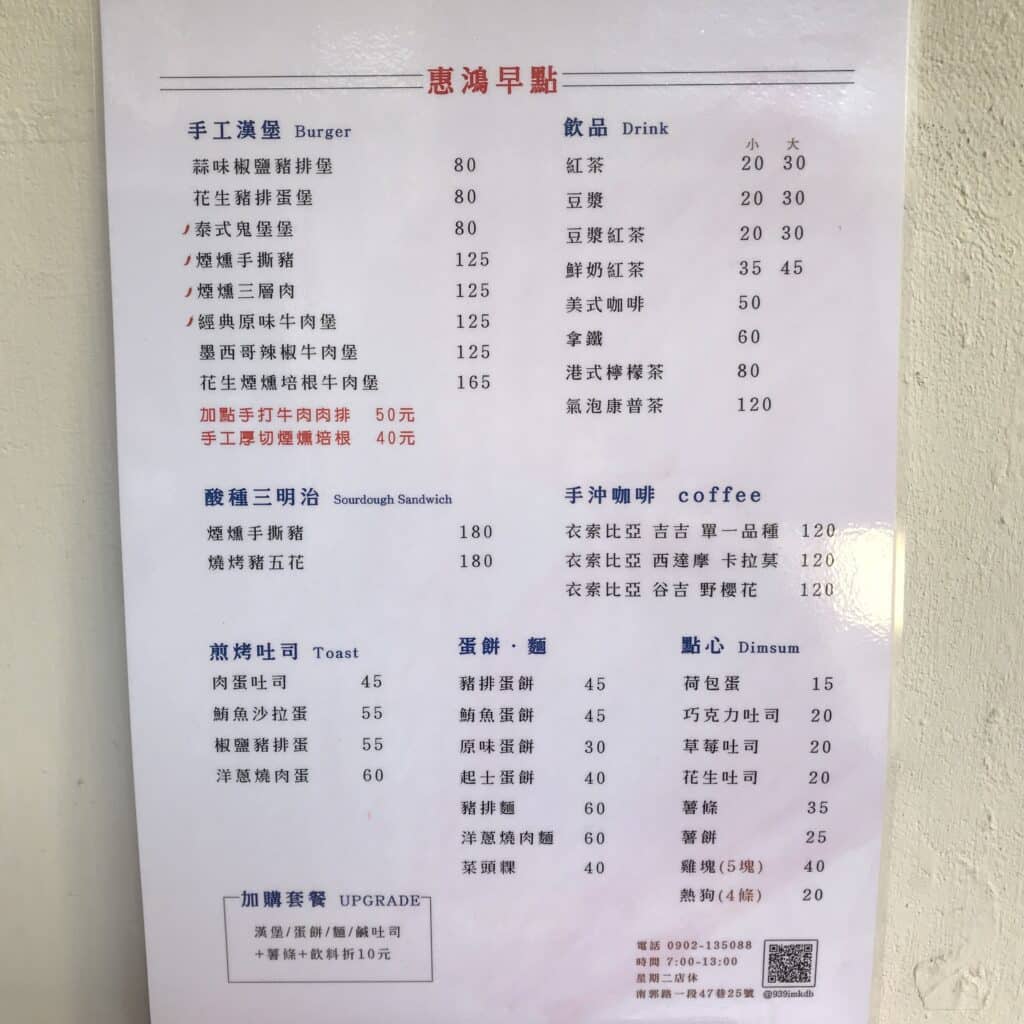 惠鴻早點
手工漢堡 Burger
蒜味椒鹽豬排堡 80
花生豬排蛋堡 80
泰式鬼堡堡 80
煙燻手撕豬 125
煙燻三層肉 125
經典原味牛肉堡 125
墨西哥辣椒牛肉堡 125
花生煙燻培根牛肉堡 165
加點手打牛肉肉排 50元
手工厚切煙燻培根 40元
飲品 Drink
小 大
紅茶 20 30
豆漿 20 30
豆漿紅茶 20 30
鮮奶紅茶 35 45
美式咖啡 50
拿鐵 60
港式檸檬茶 80
氣泡康普茶 120
酸種三明治 Sourdough Sandwich
煙燻手撕豬 180
燒烤豬五花 180
手沖咖啡 coffee
衣索比亞 吉吉 單一品種 120
衣索比亞 西達摩 卡拉莫 120
衣索比亞 谷吉 野櫻花 120
煎烤吐司 Toast
肉蛋吐司 45
鮪魚沙拉蛋 55
椒鹽豬排蛋 55
洋蔥燒肉蛋 60
蛋餅．麵
豬排蛋餅 45
鮪魚蛋餅 45
原味蛋餅 30
起士蛋餅 40
豬排麵 60
洋蔥燒肉麵 60
菜頭粿 40
點心 Dimsum
荷包蛋 15
巧克力吐司 20
草莓吐司 20
花生吐司 20
薯條 35
薯餅 25
雞塊(5塊) 40
熱狗(4條) 20
加購套餐 UPGRADE
漢堡/蛋餅/麵/鹹吐司
+薯條+飲料折10元
電話 0902-135088
時間 7:00-13:00
星期二店休
南郭路一段47巷25號 @939imkdb